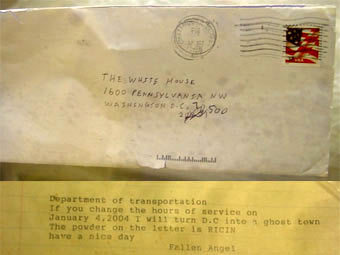 THE WHITE HOUSE
1600 PENNSYLVANIA NW
WASHINGTON D.C. 20500
Department of transportation
If you change the hours of service on
January 4,2004 I will turn D.C into a ghost town
The powder on the letter is RICIN
have a nice day
Fallen Angel